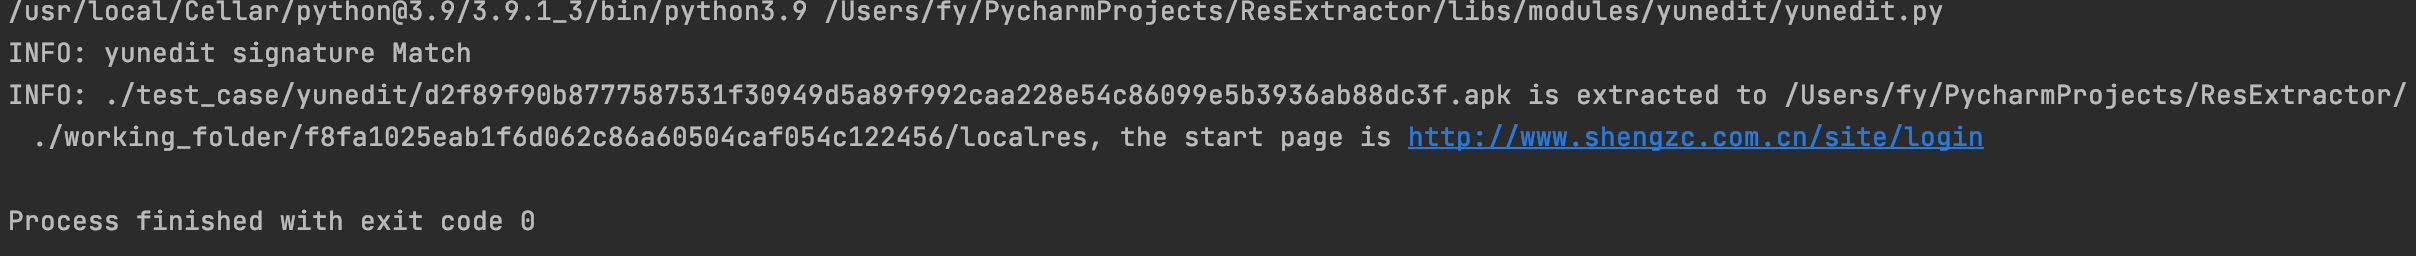 /usr/local/Cellar/python@3.9/3.9.1_3/bin/python3.9 /Users/fy/PycharmProjects/ResExtractor/libs/modules/yunedit/yunedit.py
INFO: yunedit signature Match
INFO: ./test_case/yunedit/d2f89f90b8777587531f30949d5a89f992caa228e54c86099e5b3936ab88dc3f.apk is extracted to /Users/fy/PycharmProjects/ResExtractor/
./working_folder/f8fa1025eab1f6d062c86a60504caf054c122456/localres, the start page is http://www.shengzc.com.cn/site/login
Process finished with exit code 0